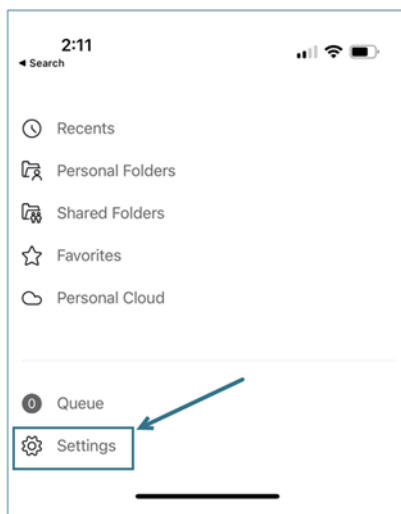 2:11
◄ Search
Recents
Personal Folders
Shared Folders
Favorites
Personal Cloud
0 Queue
Settings